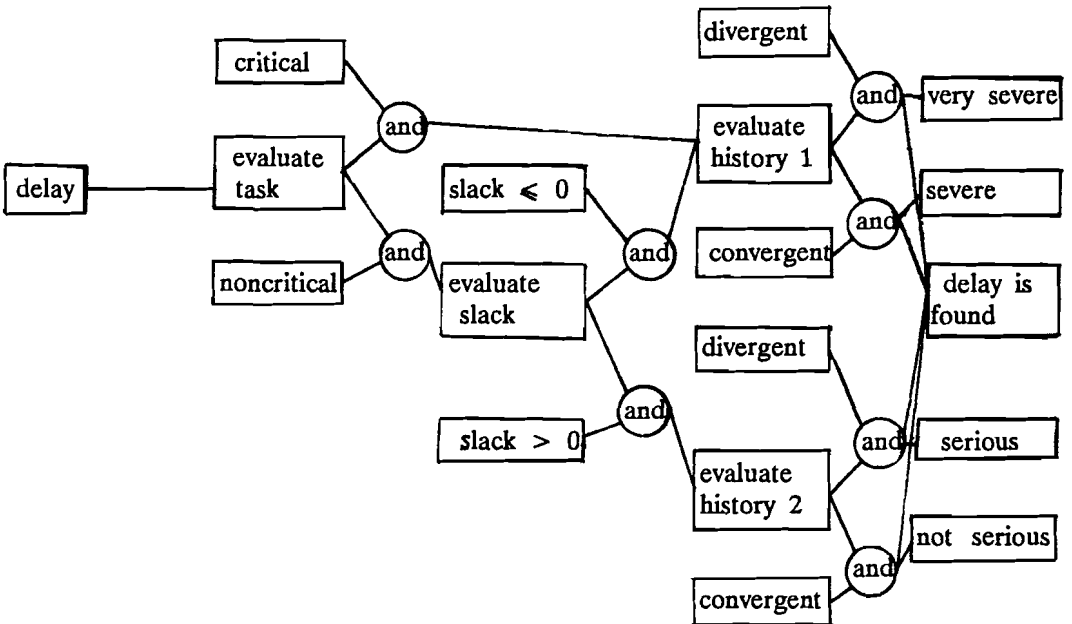 delay
critical
evaluate
task
noncritical
and
and
slack ⩽ 0
evaluate
slack
slack > 0
and
and
divergent
evaluate
history 1
convergent
divergent
evaluate
history 2
convergent
and
and
and
and
very severe
severe
delay is
found
serious
not serious